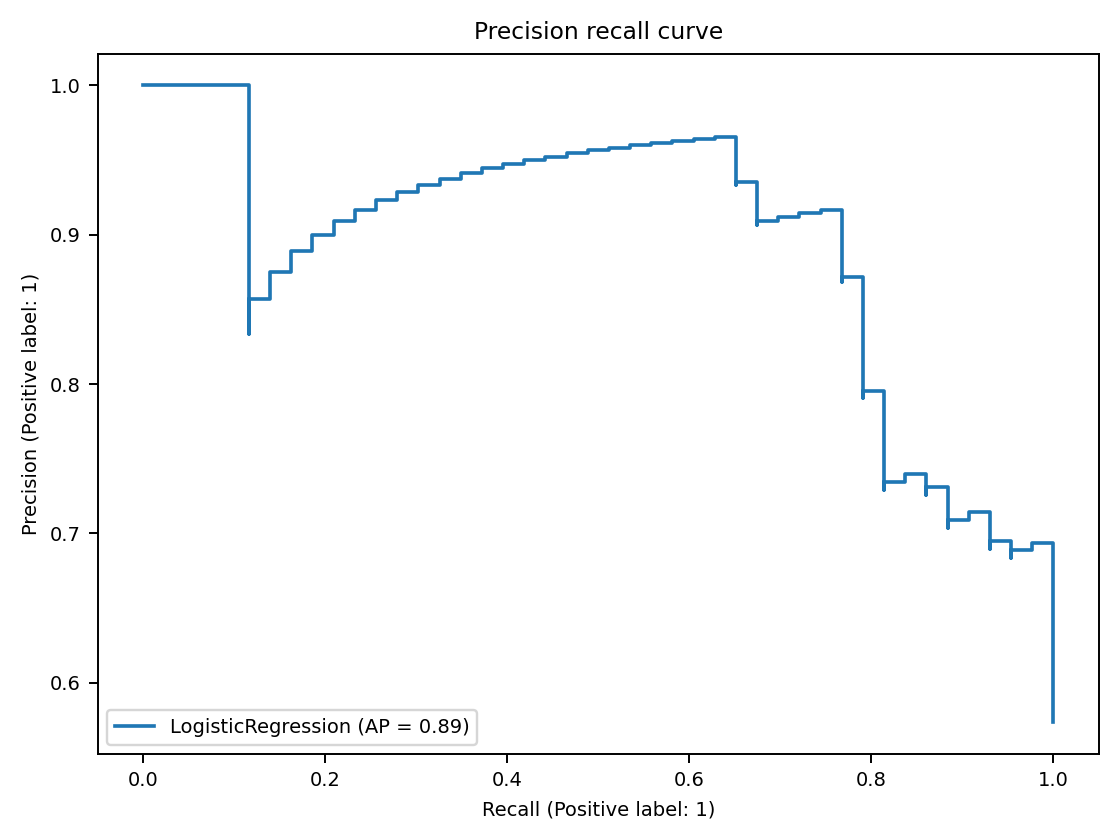 Precision recall curve
1.0
0.9
0.8
0.7
0.6
Precision (Positive label: 1)
LogisticRegression (AP = 0.89)
0.0
0.2
0.4
0.6
0.8
1.0
Recall (Positive label: 1)